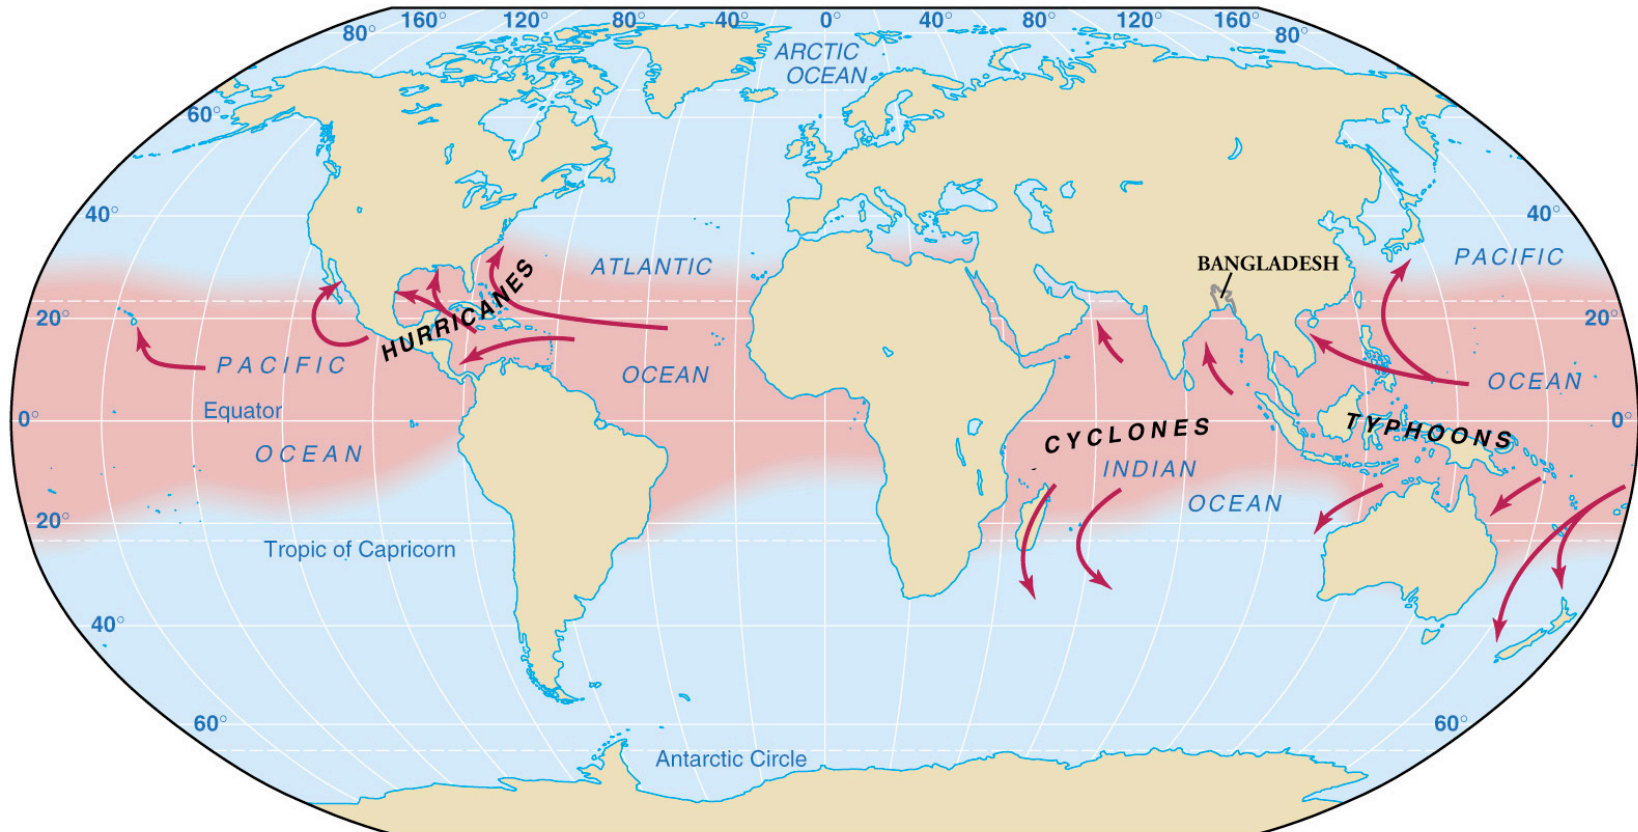 160° 120° 80° 40° 0° 40° 80° 120° 160°
80° 80°
ARCTIC
OCEAN
60°
40° 40°
ATLANTIC
PACIFIC
BANGLADESH
HURRICANES
20° 20°
PACIFIC
OCEAN
OCEAN
Equator
0° 0°
TYPHOONS
CYCLONES
OCEAN
INDIAN
OCEAN
20°
Tropic of Capricorn
40°
60° 60°
Antarctic Circle